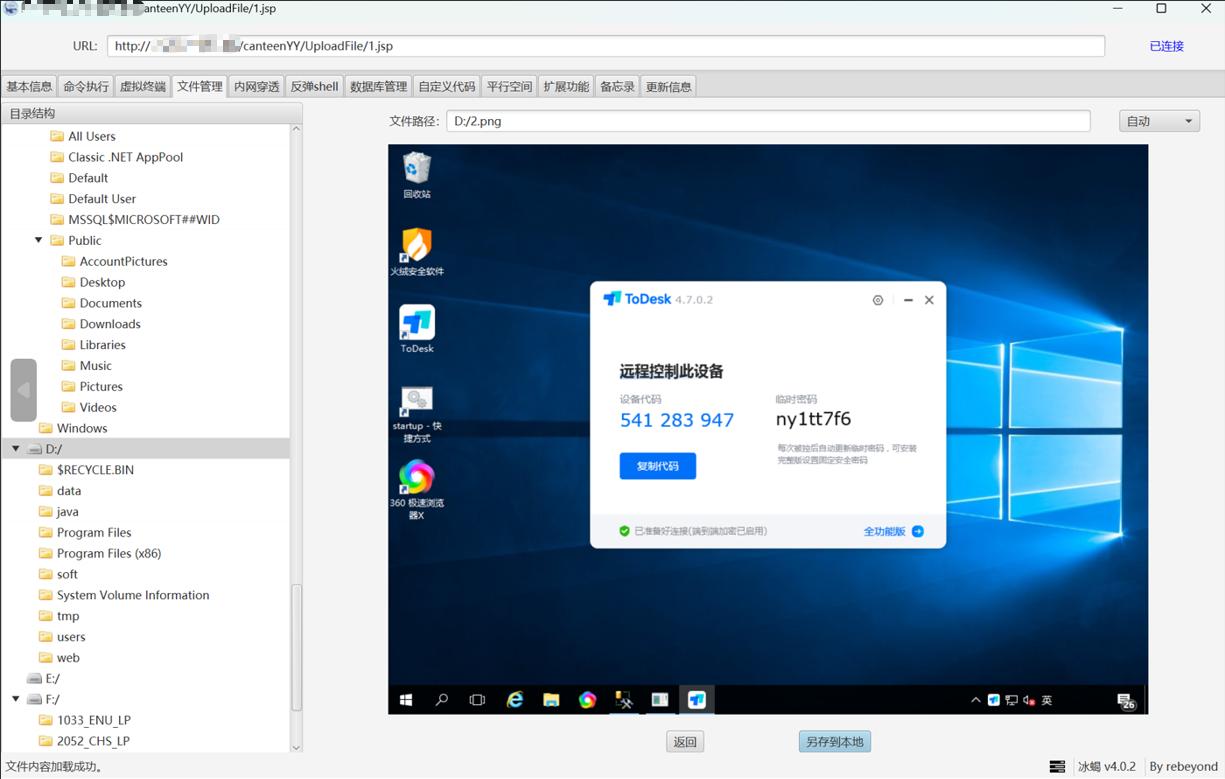 anteenYY/UploadFile/1.jsp
URL: http:// /canteenYY/UploadFile/1.jsp 已连接
基本信息 命令执行 虚拟终端 文件管理 内网穿透 反弹shell 数据库管理 自定义代码 平行空间 扩展功能 备忘录 更新信息
目录结构
All Users
Classic .NET AppPool
Default
Default User
MSSQL$MICROSOFT##WID
Public
AccountPictures
Desktop
Documents
Downloads
Libraries
Music
Pictures
Videos
Windows
D:/
$RECYCLE.BIN
data
java
Program Files
Program Files (x86)
soft
System Volume Information
tmp
users
web
E:/
F:/
1033_ENU_LP
2052_CHS_LP
文件路径: D:/2.png 自动
回收站
火绒安全软件
ToDesk
startup - 快
捷方式
360 极速浏览
器X
ToDesk 4.7.0.2
远程控制此设备
设备代码 临时密码
541 283 947 ny1tt7f6
每次被控后自动更新临时密码，可安
装完整版设置固定安全密码
复制代码
已准备好连接(端到端加密已启用) 全功能版
英 26
返回 另存到本地
文件内容加载成功。 冰蝎 v4.0.2 By rebeyond